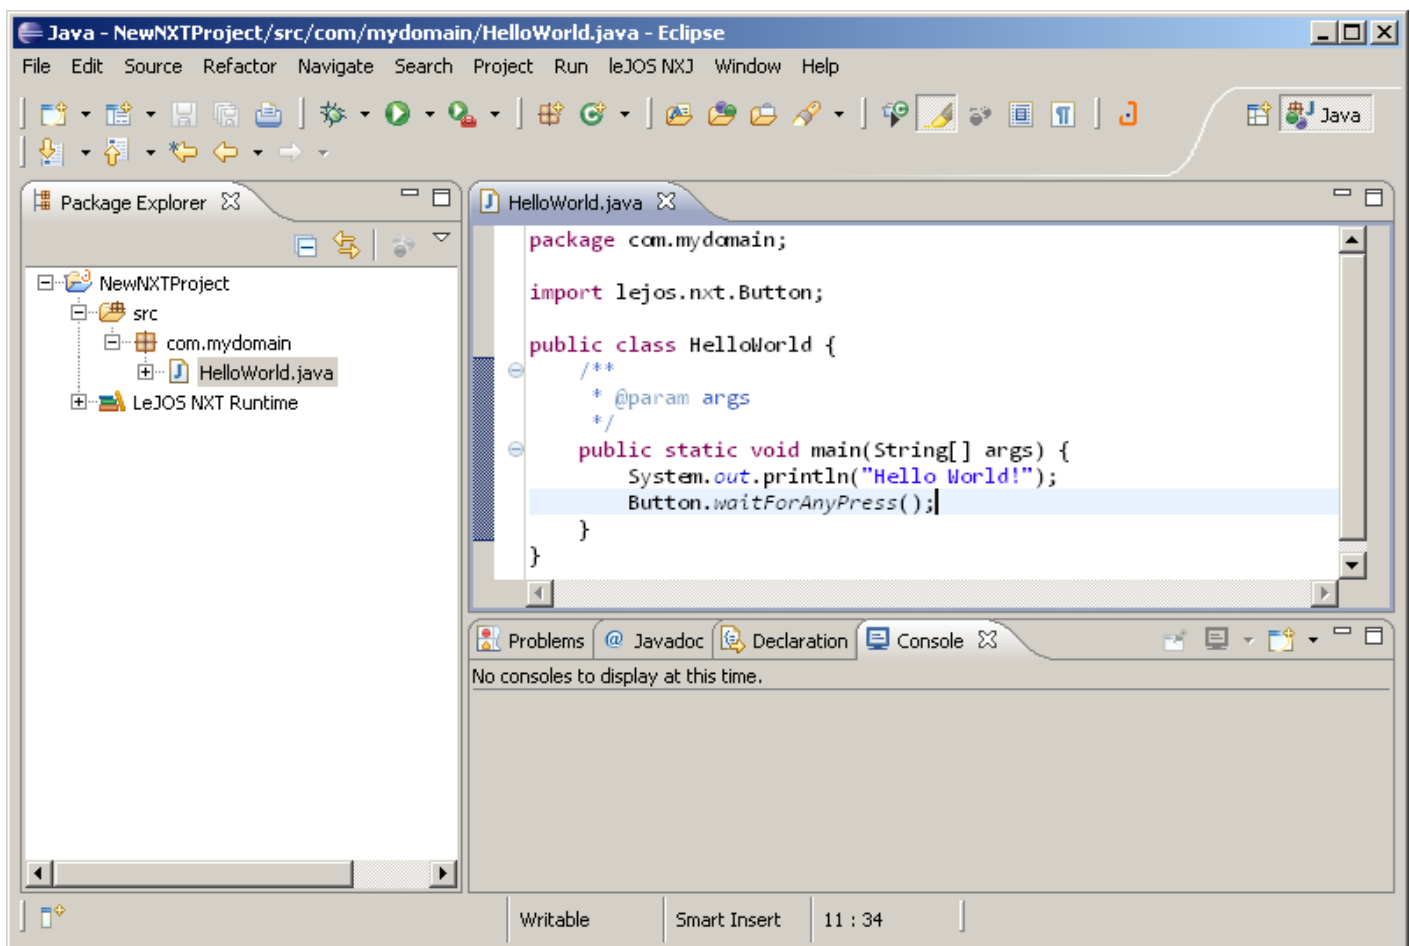 Java - NewNXTProject/src/com/mydomain/HelloWorld.java - Eclipse
File Edit Source Refactor Navigate Search Project Run leJOS NXJ Window Help
Java
Package Explorer
NewNXTProject
src
com.mydomain
HelloWorld.java
LeJOS NXT Runtime
HelloWorld.java
package com.mydomain;
import lejos.nxt.Button;
public class HelloWorld {
/**
* @param args
*/
public static void main(String[] args) {
System.out.println("Hello World!");
Button.waitForAnyPress();
}
}
Problems @ Javadoc Declaration Console
No consoles to display at this time.
Writable Smart Insert 11 : 34